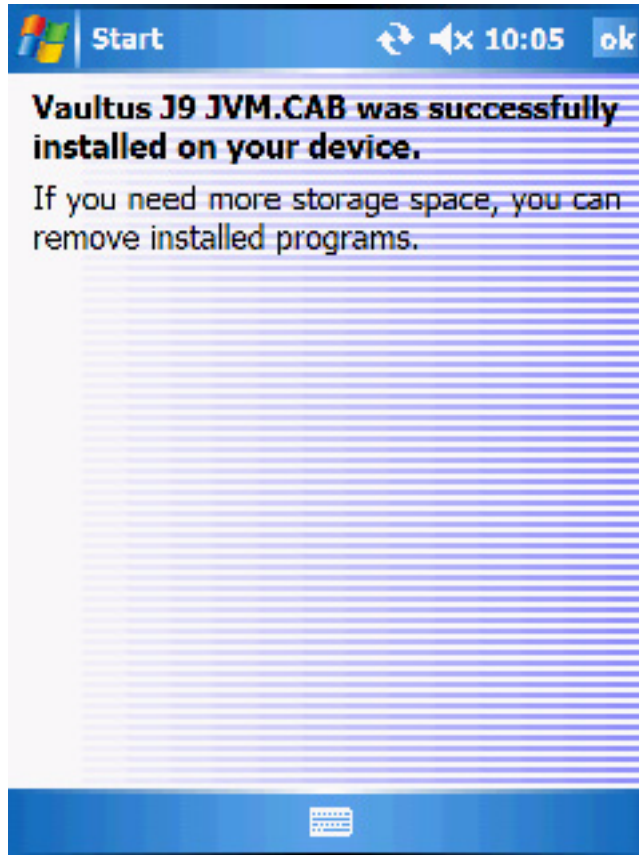 Start 10:05 ok
Vaultus J9 JVM.CAB was successfully
installed on your device.
If you need more storage space, you can
remove installed programs.